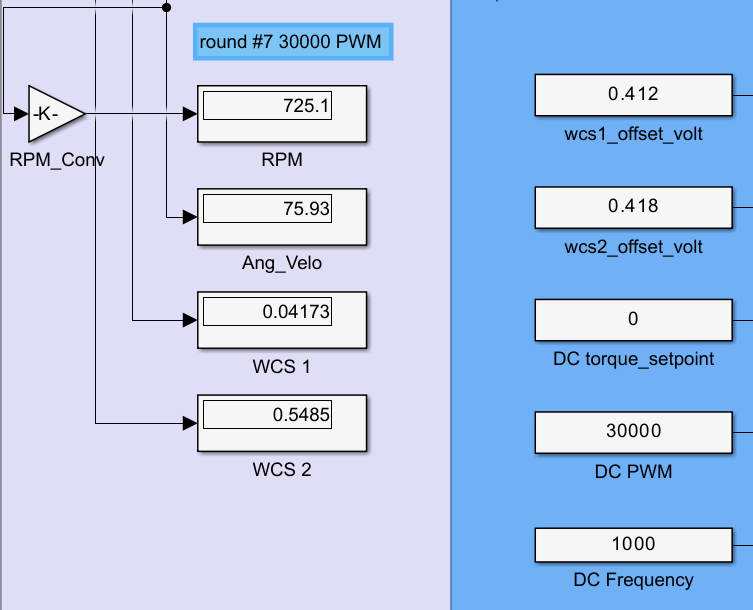 round #7 30000 PWM
-K-
RPM_Conv
725.1
RPM
75.93
Ang_Velo
0.04173
WCS 1
0.5485
WCS 2
0.412
wcs1_offset_volt
0.418
wcs2_offset_volt
0
DC torque_setpoint
30000
DC PWM
1000
DC Frequency